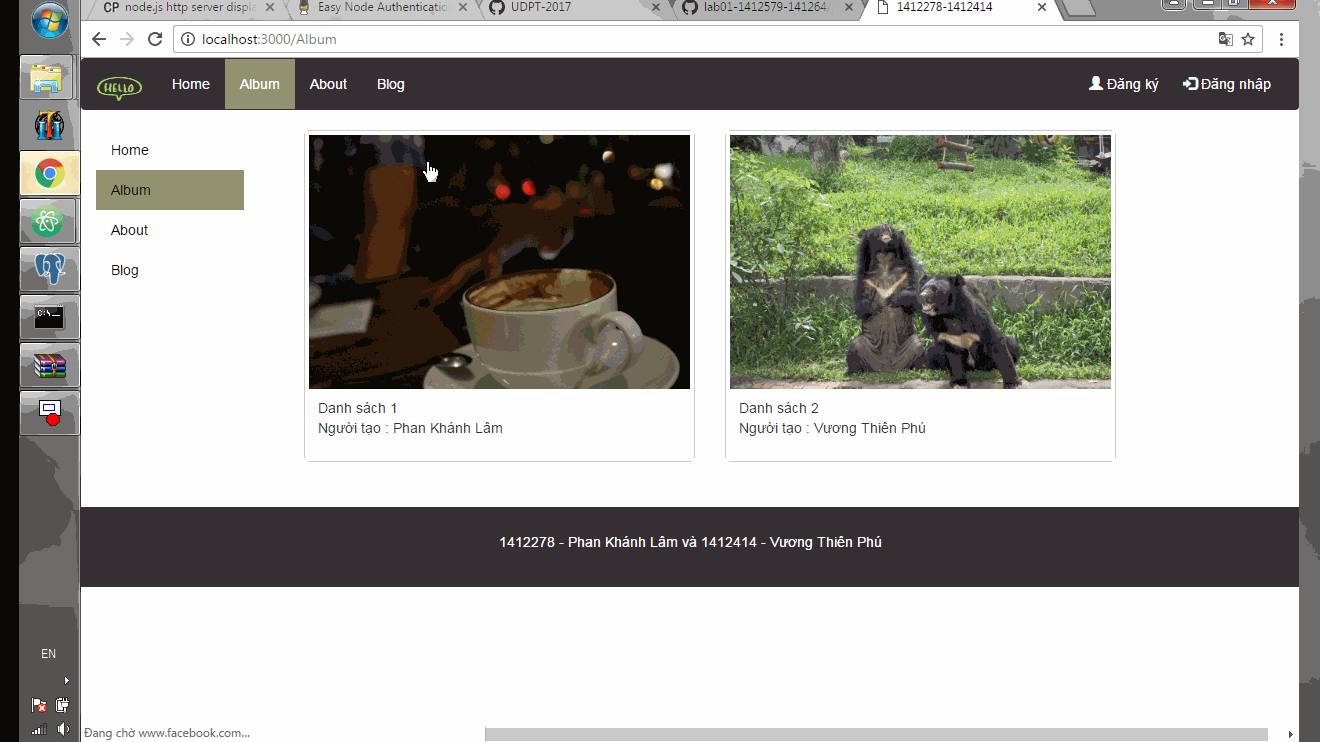 node.js http server displa
Easy Node Authentication
UDPT-2017
lab01-1412579-141264/
1412278-1412414
localhost:3000/Album
HELLO
Home
Album
About
Blog
Đăng ký
Đăng nhập
Home
Album
About
Blog
Danh sách 1
Người tạo : Phan Khánh Lâm
Danh sách 2
Người tạo : Vương Thiên Phú
1412278 - Phan Khánh Lâm và 1412414 - Vương Thiên Phú
EN
Đang chờ www.facebook.com...